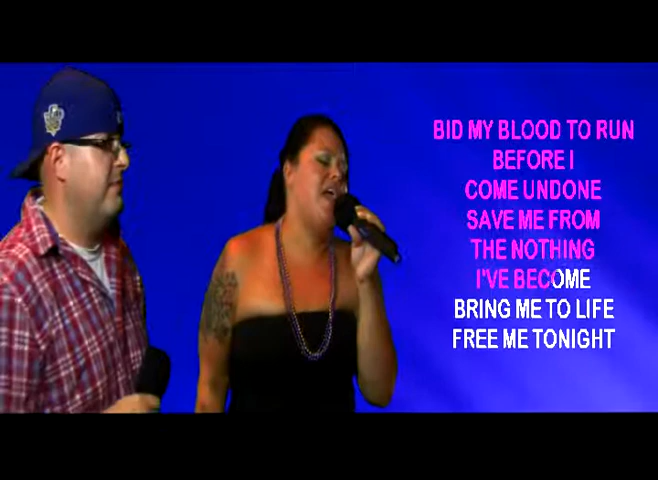 BID MY BLOOD TO RUN
BEFORE I
COME UNDONE
SAVE ME FROM
THE NOTHING
I'VE BECOME
BRING ME TO LIFE
FREE ME TONIGHT